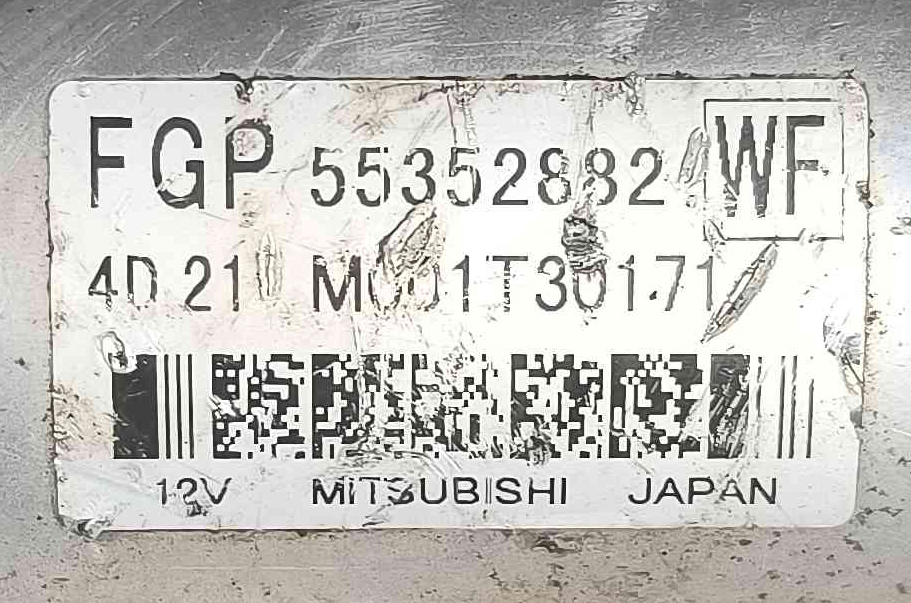 FGP 55352882 WF
4D 21 M001T30171
12V MITSUBISHI JAPAN